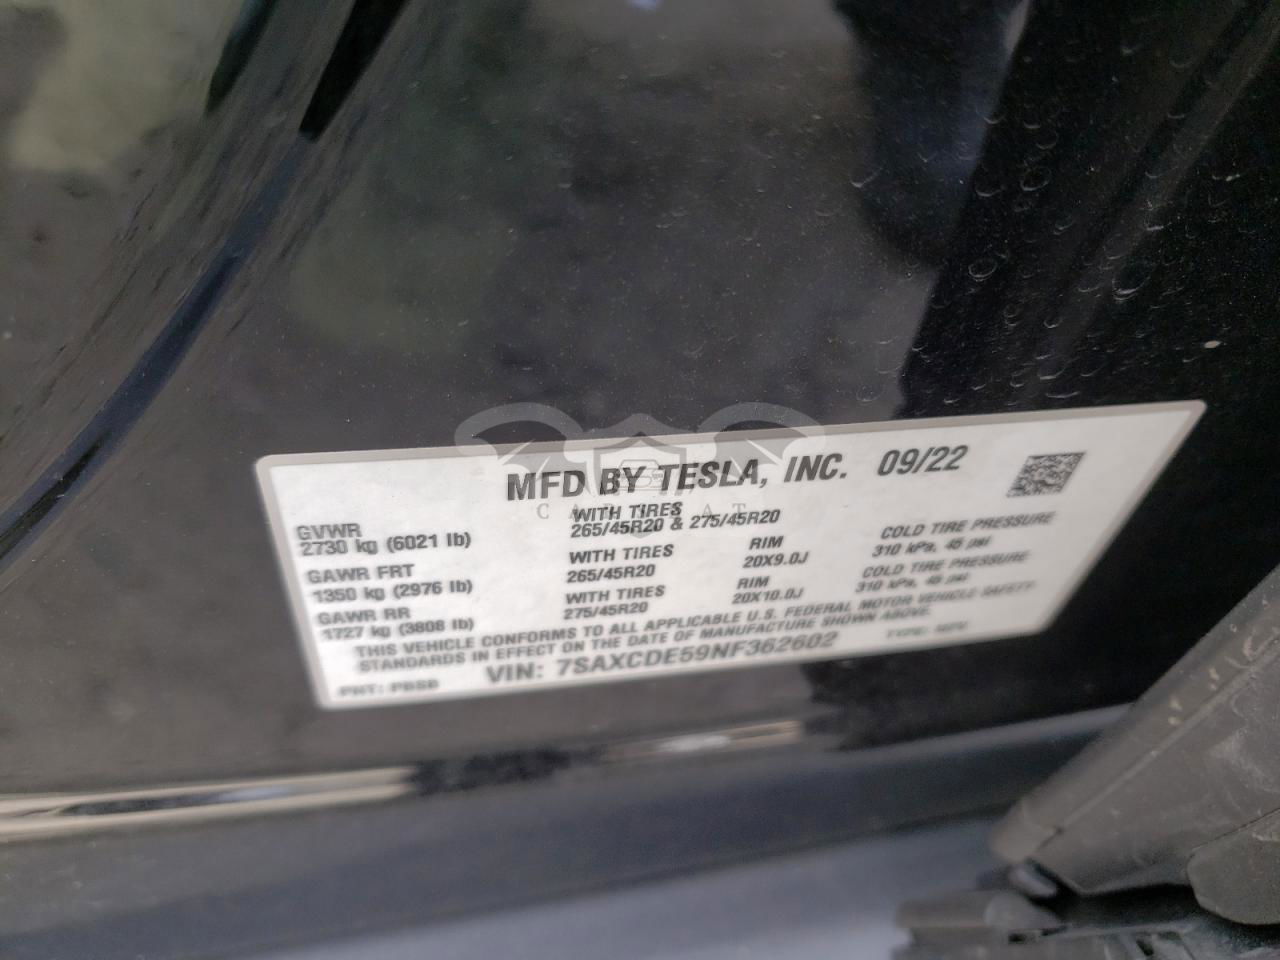 MFD BY TESLA, INC. 09/22
GVWR
2730 kg (6021 lb)
WITH TIRES
265/45R20 & 275/45R20
GAWR FRT
1350 kg (2976 lb)
WITH TIRES
265/45R20
RIM
20X9.0J
COLD TIRE PRESSURE
310 kPa, 45 psi
GAWR RR
1727 kg (3808 lb)
WITH TIRES
275/45R20
RIM
20X10.0J
COLD TIRE PRESSURE
310 kPa, 45 psi
THIS VEHICLE CONFORMS TO ALL APPLICABLE U.S. FEDERAL MOTOR VEHICLE SAFETY
STANDARDS IN EFFECT ON THE DATE OF MANUFACTURE SHOWN ABOVE.
PNT: PBSB VIN: 7SAXCDE59NF362602 TYPE: MPV